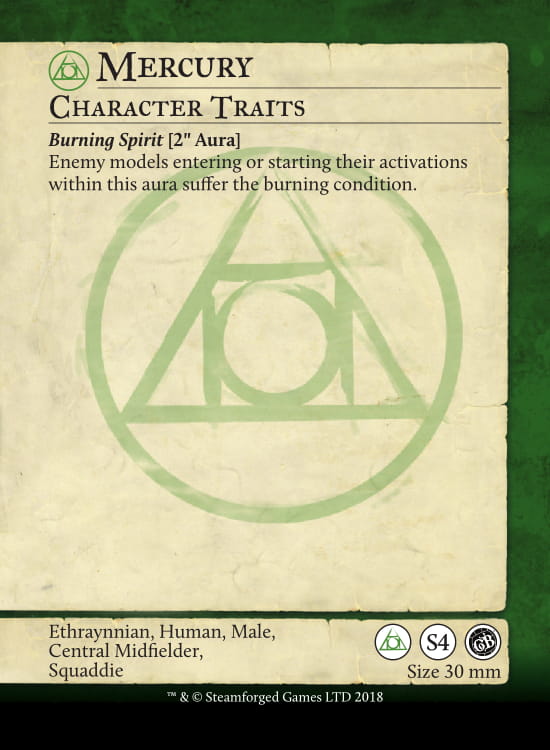 Mercury
Character Traits
Burning Spirit [2" Aura]
Enemy models entering or starting their activations
within this aura suffer the burning condition.
Ethraynnian, Human, Male,
Central Midfielder,
Squaddie
S4
GB
Size 30 mm
™ & © Steamforged Games LTD 2018